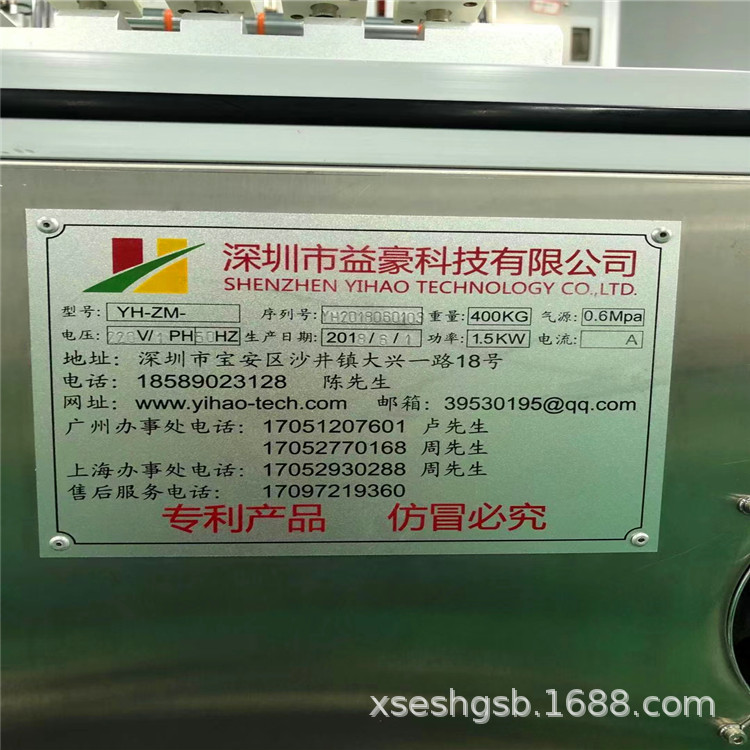 深圳市益豪科技有限公司
SHENZHEN YIHAO TECHNOLOGY CO.,LTD.
型号: YH-ZM- 序列号: YH2018060103 重量: 400KG 气源: 0.6Mpa
电压: 220V/1PH50HZ 生产日期: 2018/6/1 功率: 1.5KW 电流: A
地址: 深圳市宝安区沙井镇大兴一路18号
电话: 18589023128 陈先生
网址: www.yihao-tech.com 邮箱: 39530195@qq.com
广州办事处电话: 17051207601 卢先生
17052770168 周先生
上海办事处电话: 17052930288 周先生
售后服务电话: 17097219360
专利产品 仿冒必究
xseshgsb.1688.com